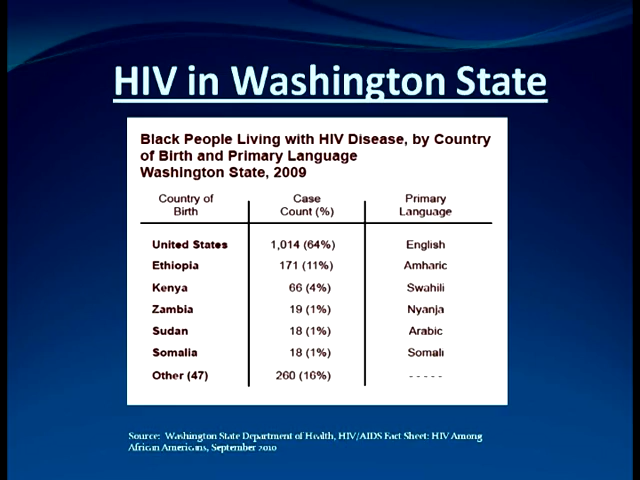 HIV in Washington State
Black People Living with HIV Disease, by Country
of Birth and Primary Language
Washington State, 2009
Country of Birth Case Count (%) Primary Language
United States 1,014 (64%) English
Ethiopia 171 (11%) Amharic
Kenya 66 (4%) Swahili
Zambia 19 (1%) Nyanja
Sudan 18 (1%) Arabic
Somalia 18 (1%) Somali
Other (47) 260 (16%) - - - - -
Source: Washington State Department of Health, HIV/AIDS Fact Sheet: HIV Among
African Americans, September 2010